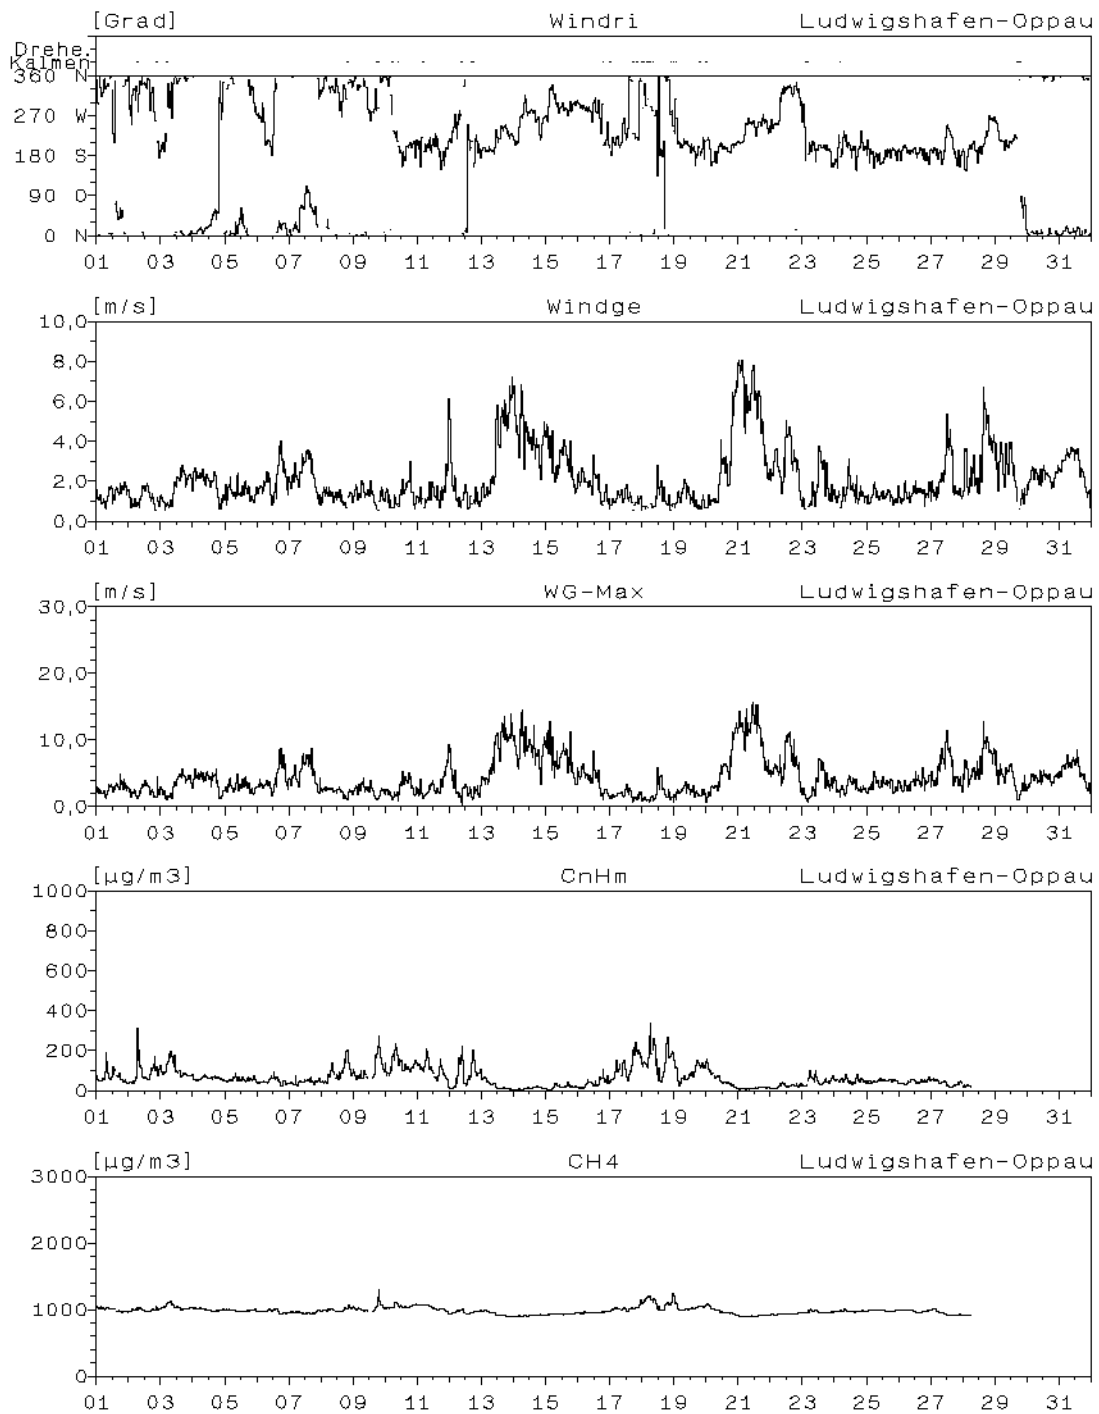 [Grad] Windri Ludwigshafen-Oppau
Drehe.
Kalmen
360 N
270 W
180 S
90 O
0 N
01 03 05 07 09 11 13 15 17 19 21 23 25 27 29 31
[m/s] Windge Ludwigshafen-Oppau
10,0
8,0
6,0
4,0
2,0
0,0
01 03 05 07 09 11 13 15 17 19 21 23 25 27 29 31
[m/s] WG-Max Ludwigshafen-Oppau
30,0
20,0
10,0
0,0
01 03 05 07 09 11 13 15 17 19 21 23 25 27 29 31
[µg/m3] CnHm Ludwigshafen-Oppau
1000
800
600
400
200
0
01 03 05 07 09 11 13 15 17 19 21 23 25 27 29 31
[µg/m3] CH4 Ludwigshafen-Oppau
3000
2000
1000
0
01 03 05 07 09 11 13 15 17 19 21 23 25 27 29 31